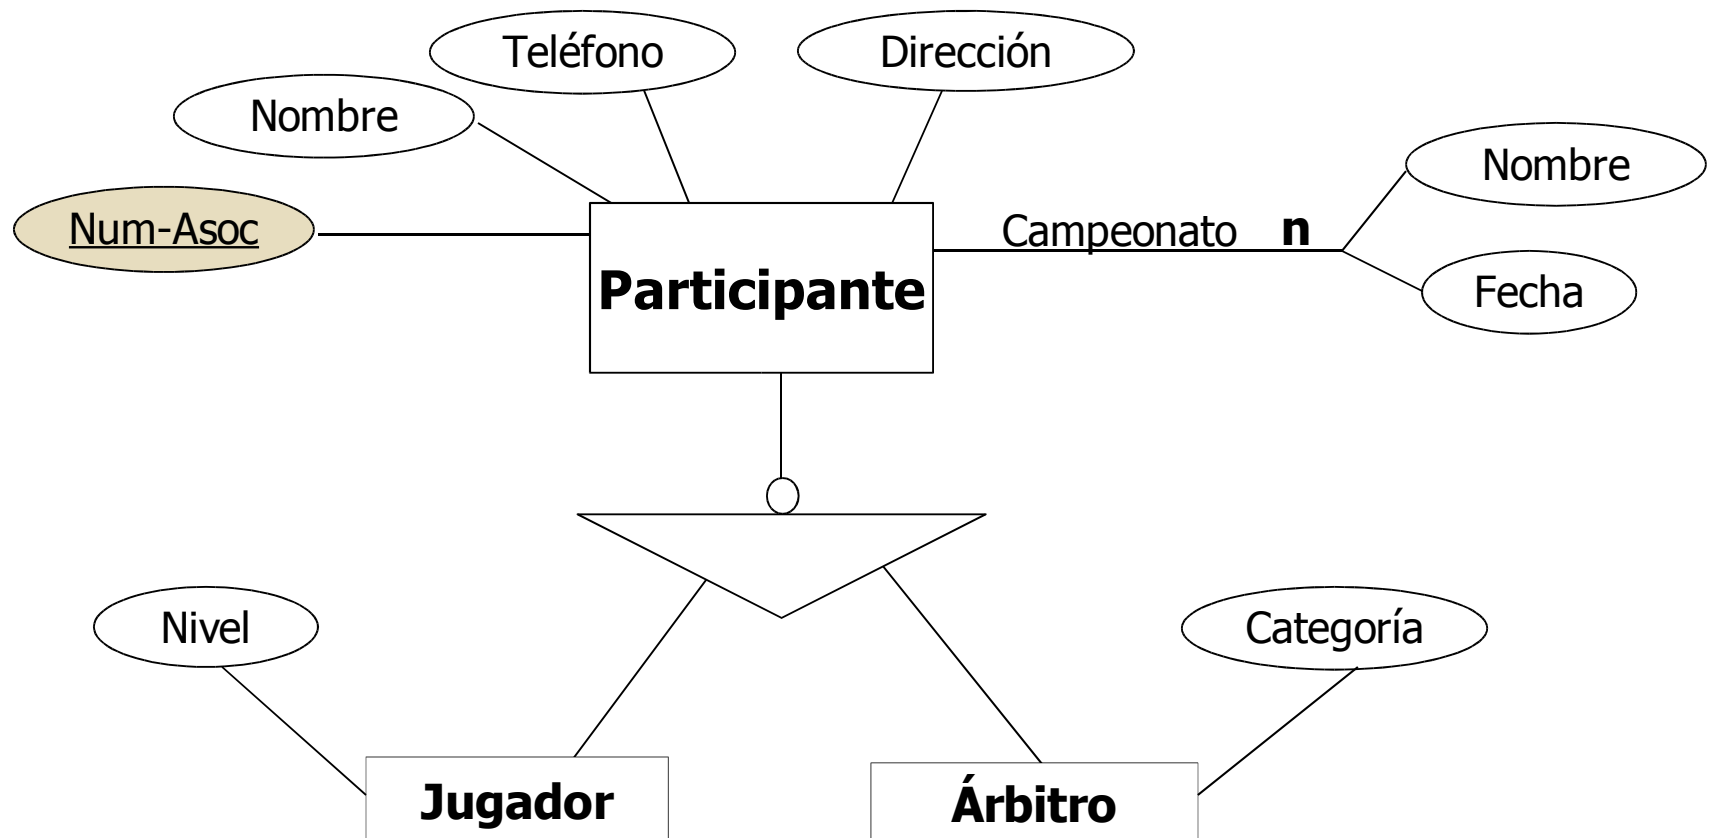 Teléfono
Dirección
Nombre
Nombre
Num-Asoc
Campeonato n
Participante
Fecha
Nivel
Categoría
Jugador
Árbitro